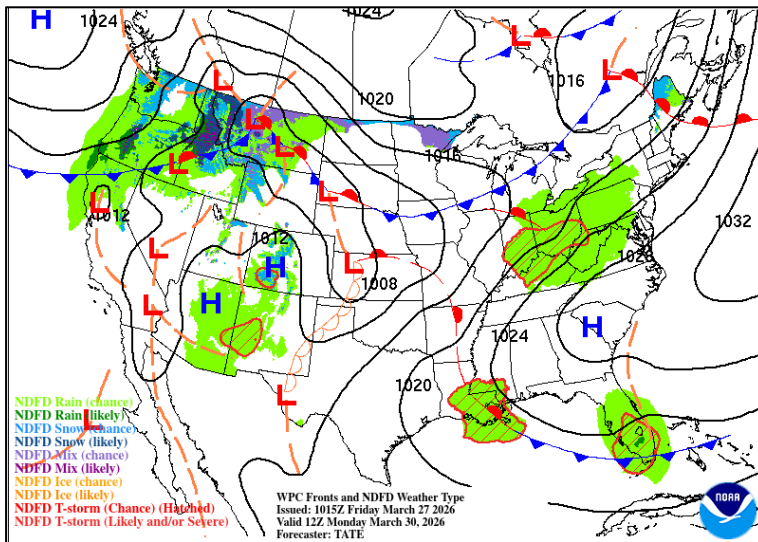 H
1024
1024
L
L
1016
L
1020
L
L
L
1016
L
L
1012
1032
L
1012
H
L
1028
1008
H
L
H
1024
1020
L
L
L
NDFD Rain (chance)
NDFD Rain (likely)
NDFD Snow (chance)
NDFD Snow (likely)
NDFD Mix (chance)
NDFD Mix (likely)
NDFD Ice (chance)
NDFD Ice (likely)
NDFD T-storm (Chance) (Hatched)
NDFD T-storm (Likely and/or Severe)
WPC Fronts and NDFD Weather Type
Issued: 1015Z Friday March 27 2026
Valid 12Z Monday March 30, 2026
Forecaster: TATE
NOAA